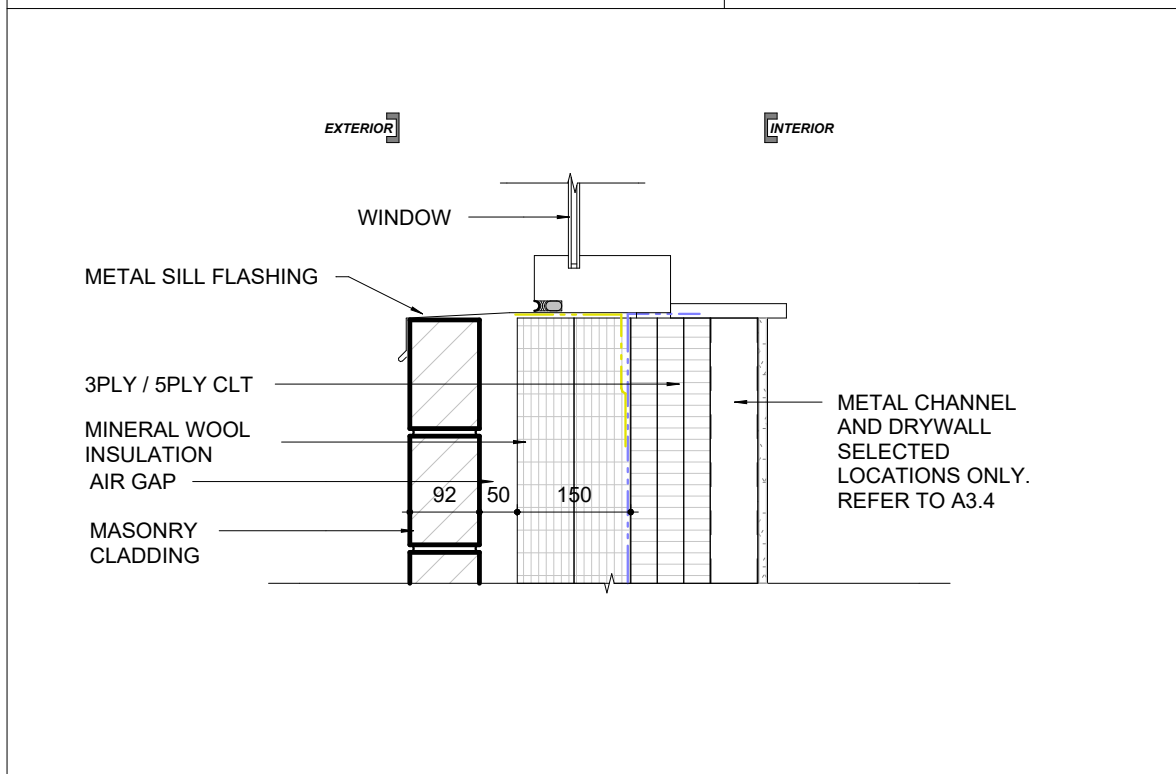 EXTERIOR
INTERIOR
WINDOW
METAL SILL FLASHING
3PLY / 5PLY CLT
MINERAL WOOL
INSULATION
AIR GAP
MASONRY
CLADDING
92
50
150
METAL CHANNEL
AND DRYWALL
SELECTED
LOCATIONS ONLY.
REFER TO A3.4